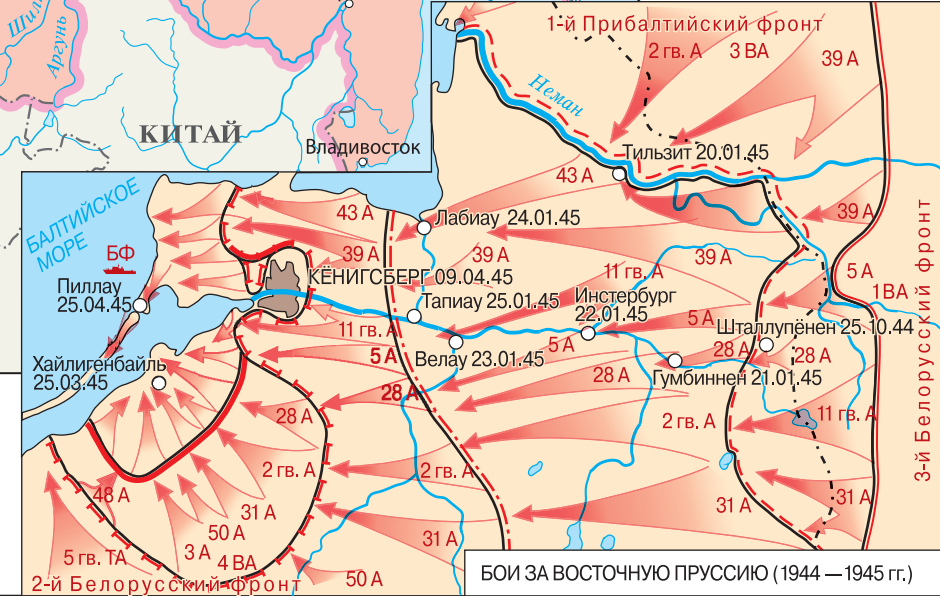 Шил
Аргунь
КИТАЙ
Владивосток
1-й Прибалтийский фронт
2 гв. А
3 ВА
39 А
Неман
Тильзит 20.01.45
43 А
БАЛТИЙСКОЕ
МОРЕ
БФ
Пиллау
25.04.45
Хайлигенбайль
25.03.45
43 А
39 А
КЁНИГСБЕРГ 09.04.45
Лабиау 24.01.45
39 А
39 А
39 А
11 гв. А
Тапиау 25.01.45
Инстербург
22.01.45
5 А
1 ВА
3-й Белорусский фронт
11 гв. А
5 А
5 А
5 А
Велау 23.01.45
Шталлупёнен 25.10.44
28 А
28 А
28 А
28 А
Гумбиннен 21.01.45
28 А
2 гв. А
11 гв. А
2 гв. А
2 гв. А
48 А
31 А
50 А
3 А
4 ВА
5 гв. ТА
31 А
31 А
31 А
50 А
2-й Белорусский фронт
БОИ ЗА ВОСТОЧНУЮ ПРУССИЮ (1944 — 1945 гг.)